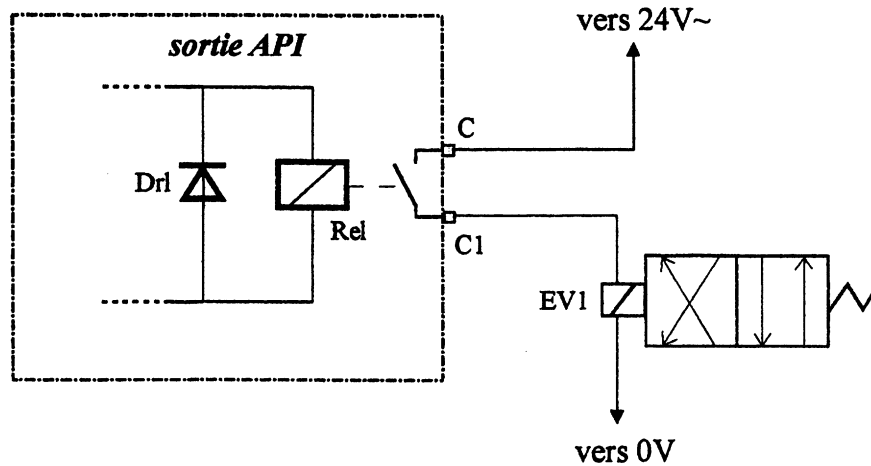 vers 24V~
sortie API
C
Drl
Rel
C1
EV1
vers 0V